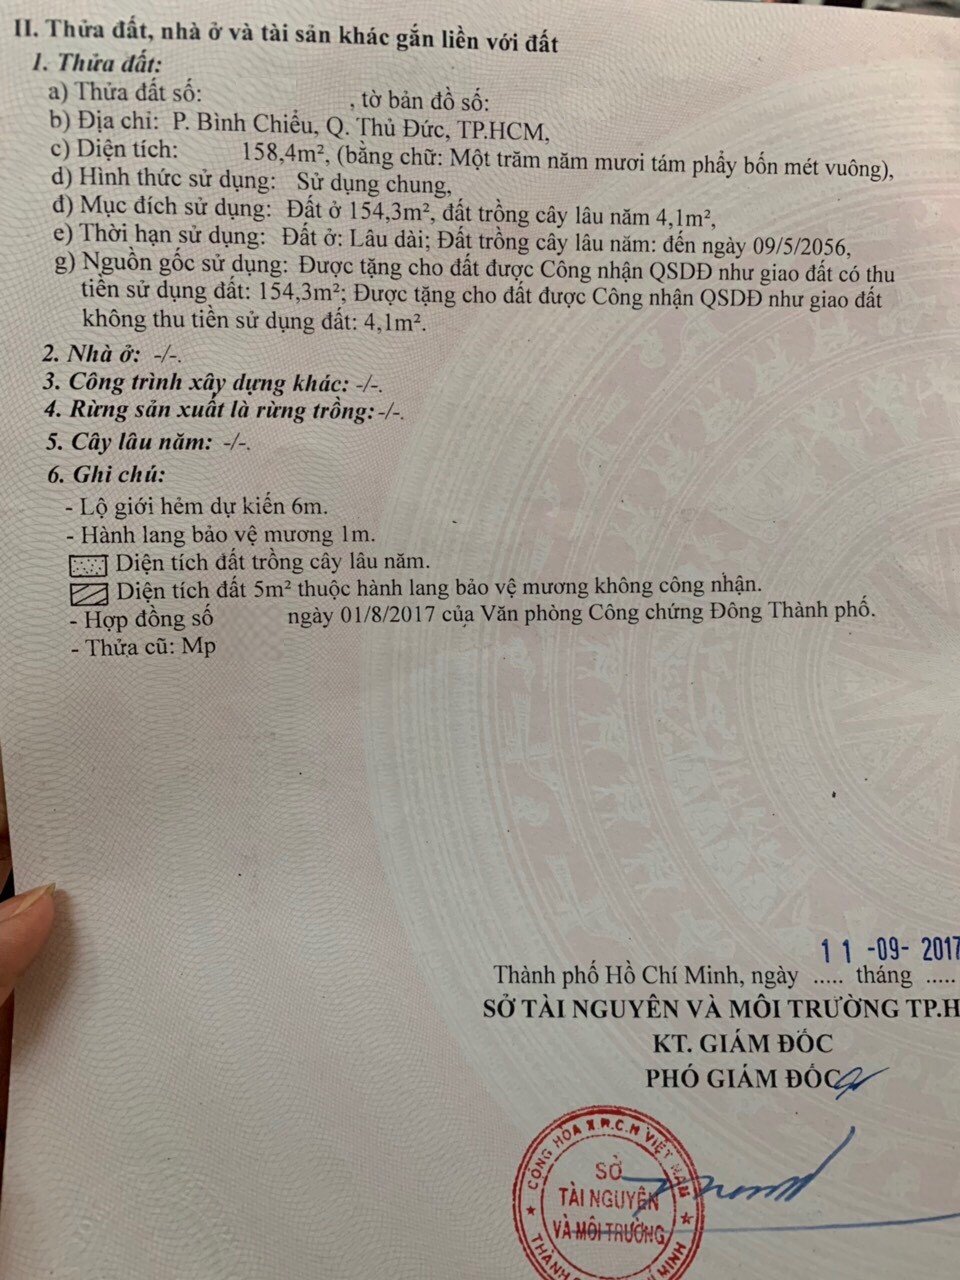 II. Thửa đất, nhà ở và tài sản khác gắn liền với đất
1. Thửa đất:
a) Thửa đất số: , tờ bản đồ số:
b) Địa chỉ: P. Bình Chiểu, Q. Thủ Đức, TP.HCM,
c) Diện tích: 158,4m², (bằng chữ: Một trăm năm mươi tám phẩy bốn mét vuông),
d) Hình thức sử dụng: Sử dụng chung,
đ) Mục đích sử dụng: Đất ở 154,3m², đất trồng cây lâu năm 4,1m²,
e) Thời hạn sử dụng: Đất ở: Lâu dài; Đất trồng cây lâu năm: đến ngày 09/5/2056,
g) Nguồn gốc sử dụng: Được tặng cho đất được Công nhận QSDĐ như giao đất có thu
tiền sử dụng đất: 154,3m²; Được tặng cho đất được Công nhận QSDĐ như giao đất
không thu tiền sử dụng đất: 4,1m².
2. Nhà ở: -/-.
3. Công trình xây dựng khác: -/-.
4. Rừng sản xuất là rừng trồng: -/-.
5. Cây lâu năm: -/-.
6. Ghi chú:
- Lộ giới hẻm dự kiến 6m.
- Hành lang bảo vệ mương 1m.
Diện tích đất trồng cây lâu năm.
Diện tích đất 5m² thuộc hành lang bảo vệ mương không công nhận.
- Hợp đồng số ngày 01/8/2017 của Văn phòng Công chứng Đông Thành phố.
- Thửa cũ: Mp
11 -09- 2017
Thành phố Hồ Chí Minh, ngày ..... tháng .....
SỞ TÀI NGUYÊN VÀ MÔI TRƯỜNG TP.H
KT. GIÁM ĐỐC
PHÓ GIÁM ĐỐC
CỘNG HÒA X.H.C.N VIỆT NAM
SỞ
TÀI NGUYÊN
VÀ MÔI TRƯỜNG
THÀNH
CHÍ MINH